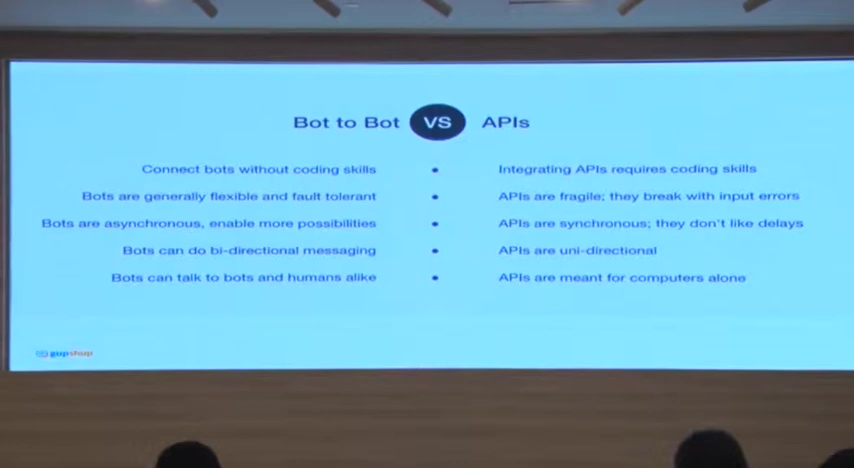 Bot to Bot VS APIs
Connect bots without coding skills • Integrating APIs requires coding skills
Bots are generally flexible and fault tolerant • APIs are fragile; they break with input errors
Bots are asynchronous, enable more possibilities • APIs are synchronous; they don't like delays
Bots can do bi-directional messaging • APIs are uni-directional
Bots can talk to bots and humans alike • APIs are meant for computers alone
gupshup